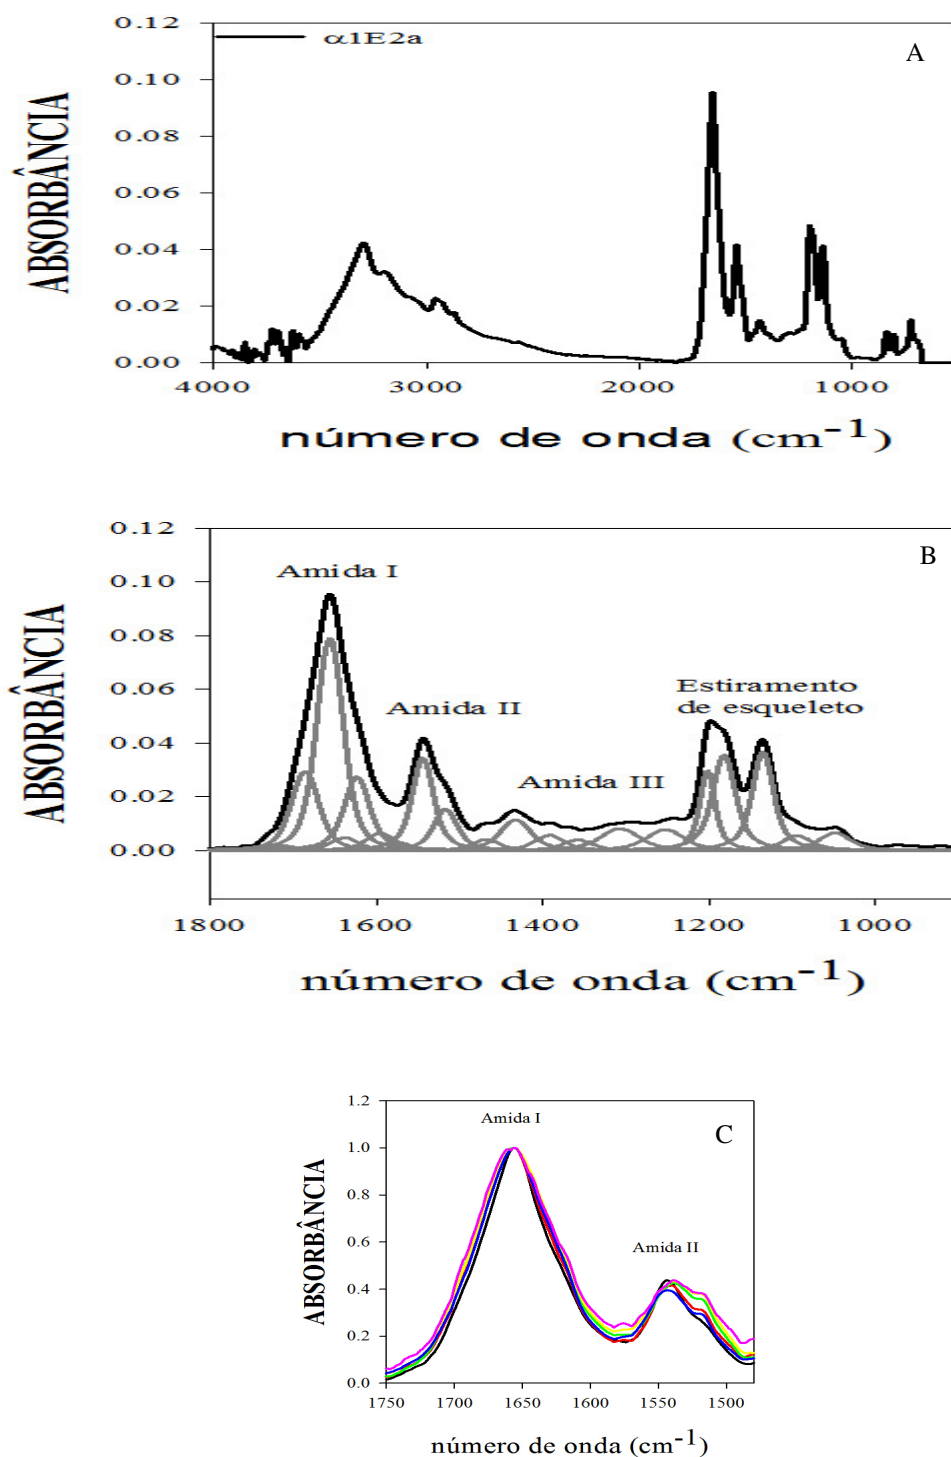 0.12
α1E2a
A
0.10
0.08
0.06
0.04
0.02
0.00
ABSORBÂNCIA
4000 3000 2000 1000
número de onda (cm⁻¹)
0.12
B
Amida I
0.10
0.08
0.06
Estiramento
de esqueleto
Amida II
0.04
Amida III
0.02
0.00
ABSORBÂNCIA
1800 1600 1400 1200 1000
número de onda (cm⁻¹)
1.2
Amida I
C
1.0
0.8
0.6
Amida II
0.4
0.2
0.0
ABSORBÂNCIA
1750 1700 1650 1600 1550 1500
número de onda (cm⁻¹)